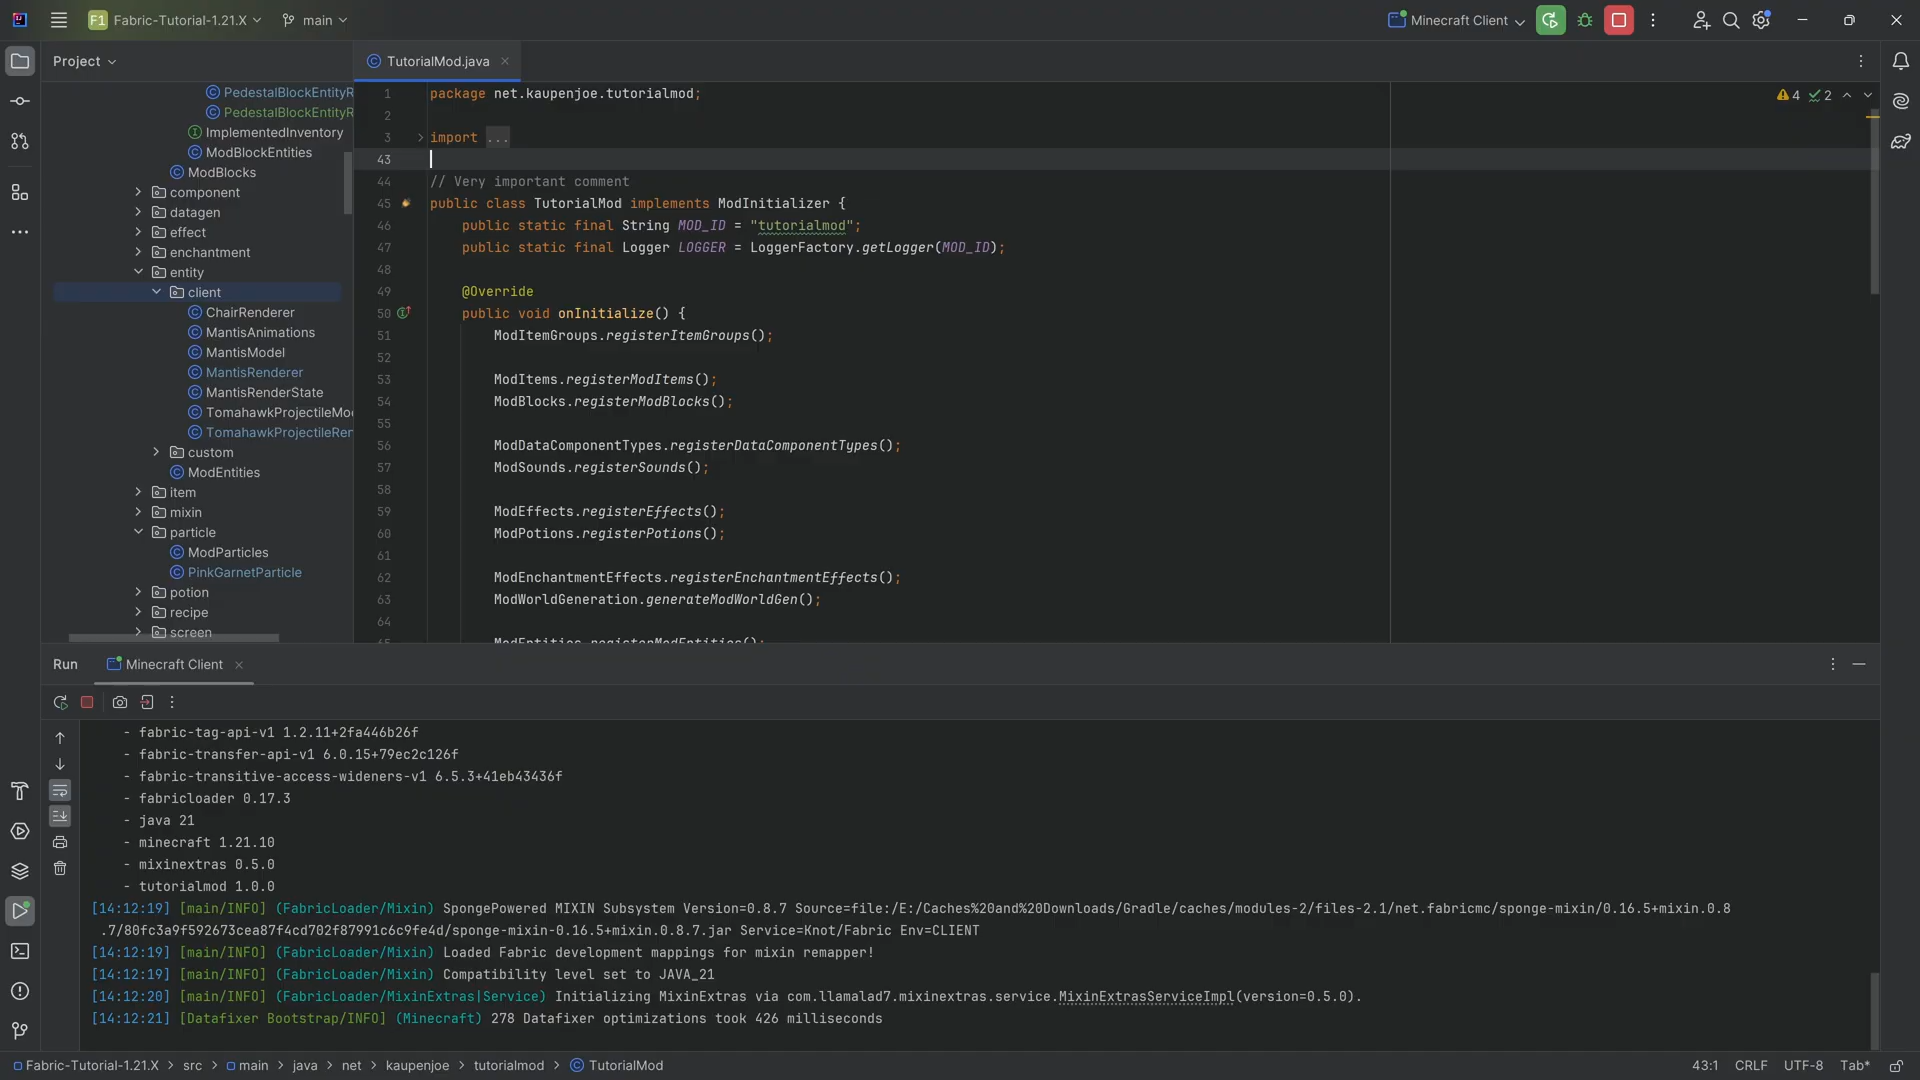 F1 Fabric-Tutorial-1.21.X main Minecraft Client
Project
TutorialMod.java
PedestalBlockEntityR
PedestalBlockEntityR
ImplementedInventory
ModBlockEntities
ModBlocks
component
datagen
effect
enchantment
entity
client
ChairRenderer
MantisAnimations
MantisModel
MantisRenderer
MantisRenderState
TomahawkProjectileMod
TomahawkProjectileRer
custom
ModEntities
item
mixin
particle
ModParticles
PinkGarnetParticle
potion
recipe
screen
4 2
1 package net.kaupenjoe.tutorialmod;
2
3 import ...
43
44 // Very important comment
45 public class TutorialMod implements ModInitializer {
46 public static final String MOD_ID = "tutorialmod";
47 public static final Logger LOGGER = LoggerFactory.getLogger(MOD_ID);
48
49 @Override
50 public void onInitialize() {
51 ModItemGroups.registerItemGroups();
52
53 ModItems.registerModItems();
54 ModBlocks.registerModBlocks();
55
56 ModDataComponentTypes.registerDataComponentTypes();
57 ModSounds.registerSounds();
58
59 ModEffects.registerEffects();
60 ModPotions.registerPotions();
61
62 ModEnchantmentEffects.registerEnchantmentEffects();
63 ModWorldGeneration.generateModWorldGen();
64
65 ModEntities.registerModEntities();
Run Minecraft Client
- fabric-tag-api-v1 1.2.11+2fa446b26f
- fabric-transfer-api-v1 6.0.15+79ec2c126f
- fabric-transitive-access-wideners-v1 6.5.3+41eb43436f
- fabricloader 0.17.3
- java 21
- minecraft 1.21.10
- mixinextras 0.5.0
- tutorialmod 1.0.0
[14:12:19] [main/INFO] (FabricLoader/Mixin) SpongePowered MIXIN Subsystem Version=0.8.7 Source=file:/E:/Caches%20and%20Downloads/Gradle/caches/modules-2/files-2.1/net.fabricmc/sponge-mixin/0.16.5+mixin.0.8
.7/80fc3a9f592673cea87f4cd702f87991c6c9fe4d/sponge-mixin-0.16.5+mixin.0.8.7.jar Service=Knot/Fabric Env=CLIENT
[14:12:19] [main/INFO] (FabricLoader/Mixin) Loaded Fabric development mappings for mixin remapper!
[14:12:19] [main/INFO] (FabricLoader/Mixin) Compatibility level set to JAVA_21
[14:12:20] [main/INFO] (FabricLoader/MixinExtras|Service) Initializing MixinExtras via com.llamalad7.mixinextras.service.MixinExtrasServiceImpl(version=0.5.0).
[14:12:21] [Datafixer Bootstrap/INFO] (Minecraft) 278 Datafixer optimizations took 426 milliseconds
Fabric-Tutorial-1.21.X > src > main > java > net > kaupenjoe > tutorialmod > TutorialMod 43:1 CRLF UTF-8 Tab*